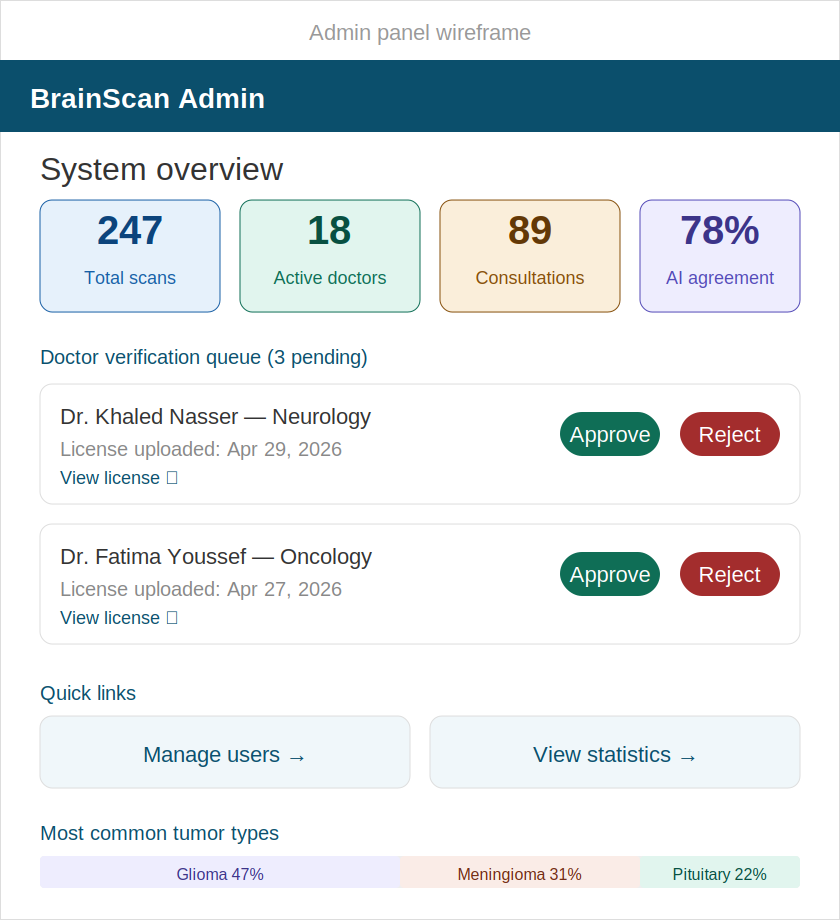 Admin panel wireframe
BrainScan Admin
System overview
247
Total scans
18
Active doctors
89
Consultations
78%
AI agreement
Doctor verification queue (3 pending)
Dr. Khaled Nasser — Neurology
License uploaded: Apr 29, 2026
View license
Approve
Reject
Dr. Fatima Youssef — Oncology
License uploaded: Apr 27, 2026
View license
Approve
Reject
Quick links
Manage users →
View statistics →
Most common tumor types
Glioma 47%
Meningioma 31%
Pituitary 22%